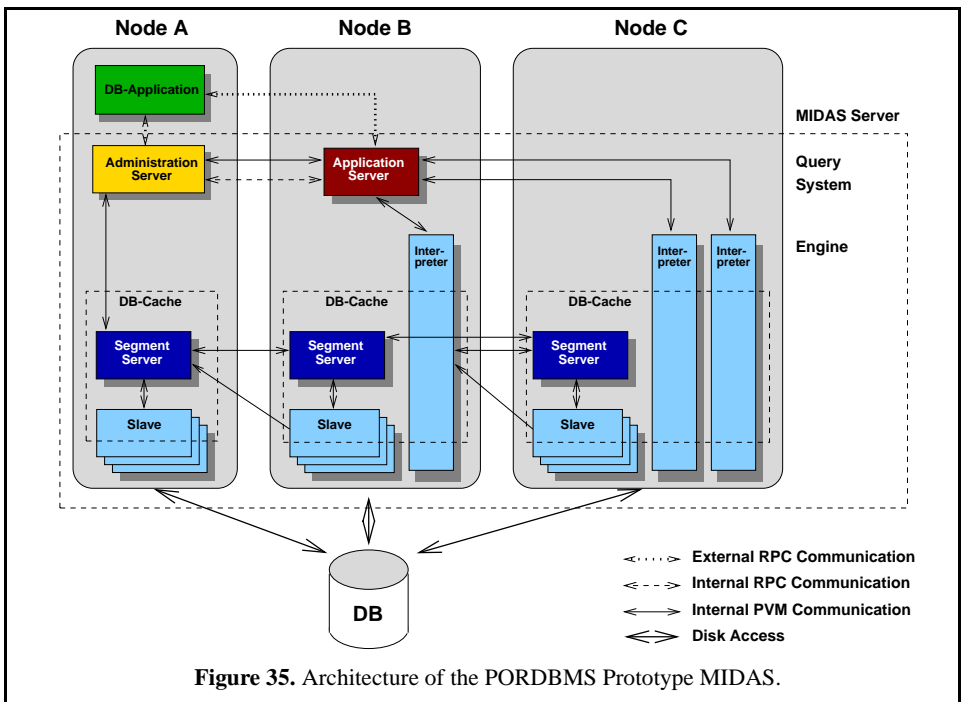 Node A
Node B
Node C
DB-Application
MIDAS Server
Administration
Server
Application
Server
Query
System
Inter-
preter
Inter-
preter
Inter-
preter
Engine
DB-Cache
DB-Cache
DB-Cache
Segment
Server
Segment
Server
Segment
Server
Slave
Slave
Slave
DB
External RPC Communication
Internal RPC Communication
Internal PVM Communication
Disk Access
Figure 35. Architecture of the PORDBMS Prototype MIDAS.